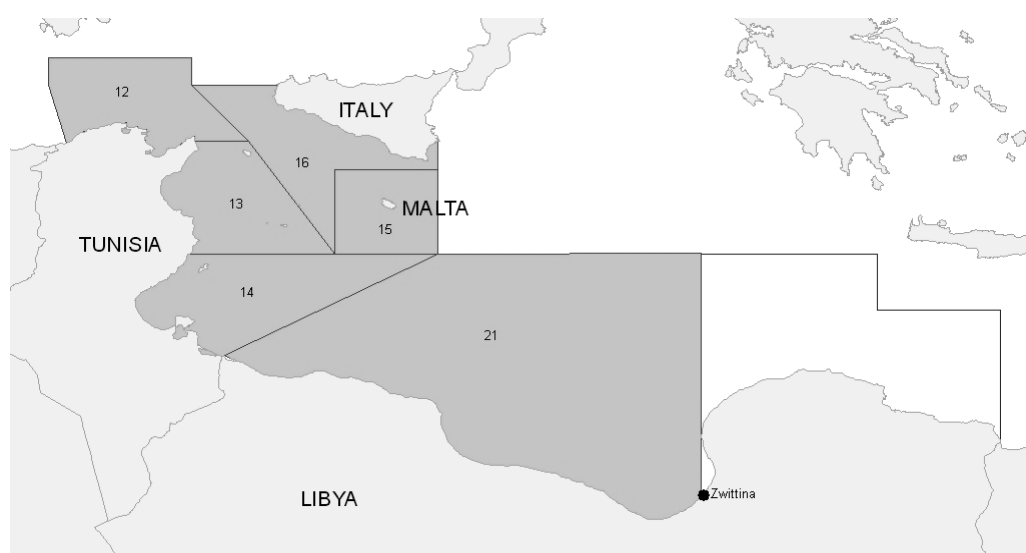 12
ITALY
16
13
MALTA
15
TUNISIA
14
21
Zwittina
LIBYA